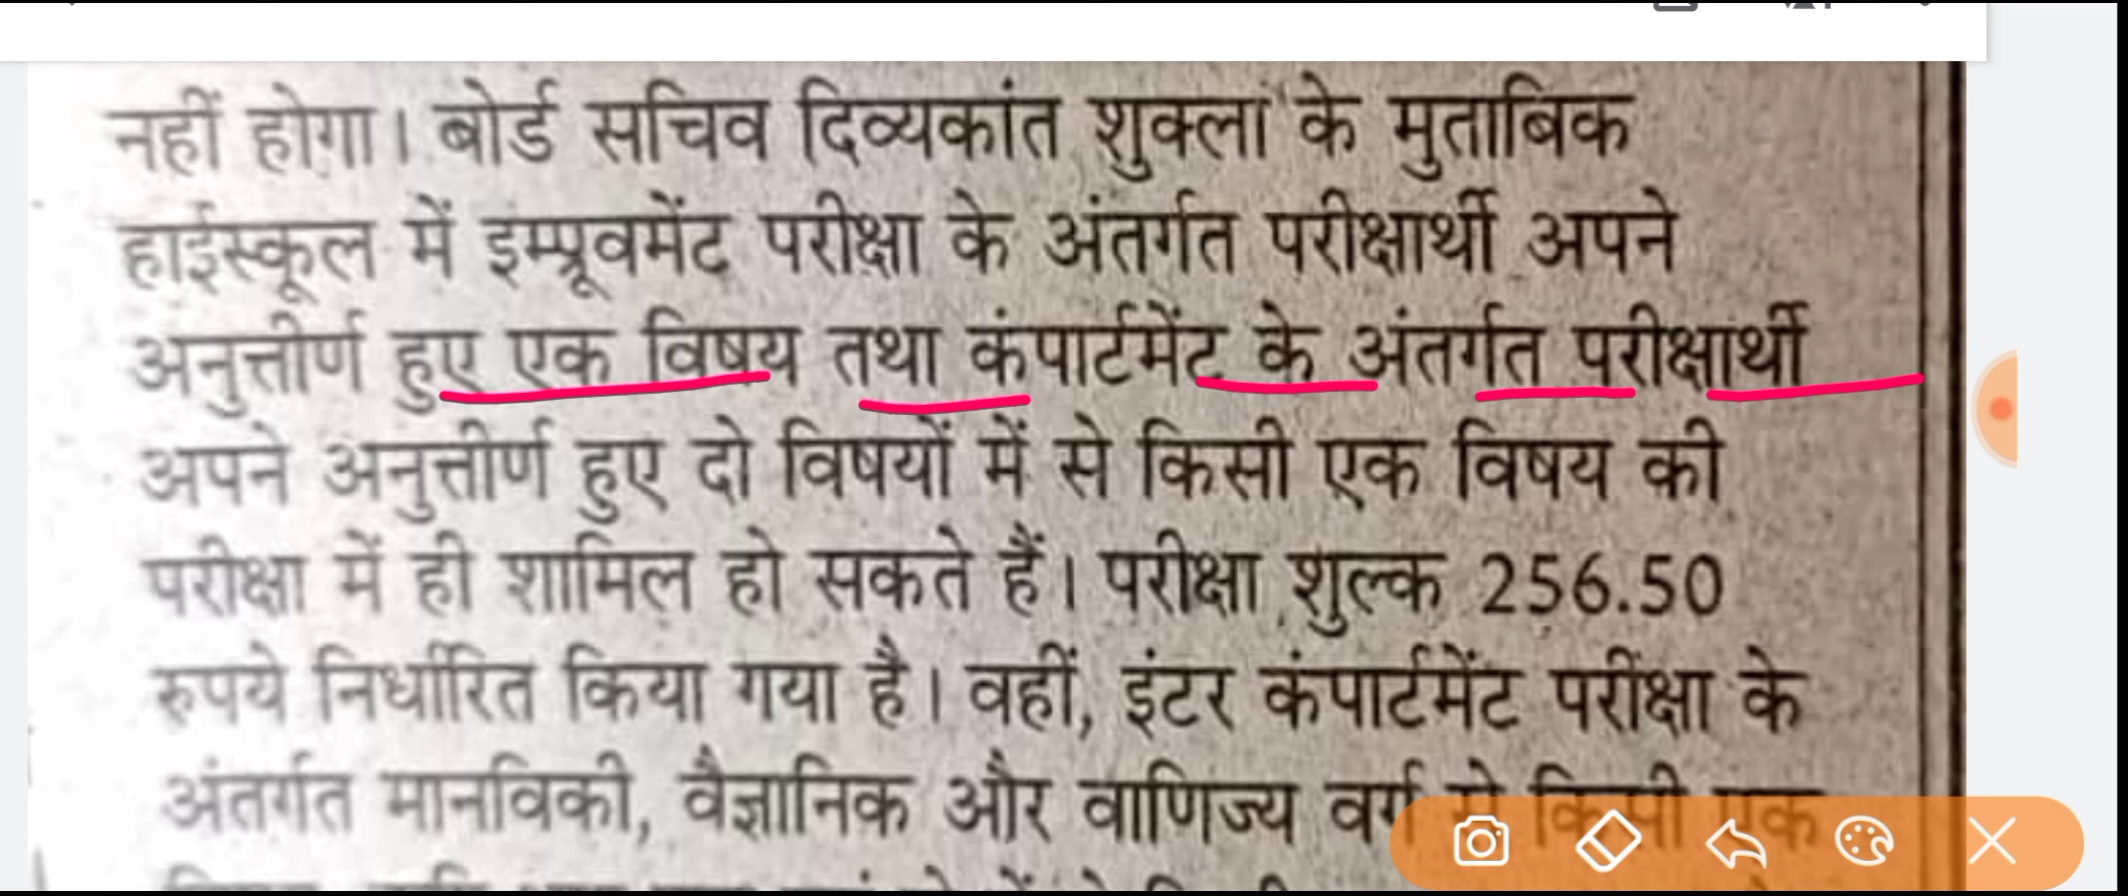 नहीं होगा। बोर्ड सचिव दिव्यकांत शुक्ला के मुताबिक
हाईस्कूल में इम्प्रूवमेंट परीक्षा के अंतर्गत परीक्षार्थी अपने
अनुत्तीर्ण हुए एक विषय तथा कंपार्टमेंट के अंतर्गत परीक्षार्थी
अपने अनुत्तीर्ण हुए दो विषयों में से किसी एक विषय की
परीक्षा में ही शामिल हो सकते हैं। परीक्षा शुल्क 256.50
रुपये निर्धारित किया गया है। वहीं, इंटर कंपार्टमेंट परीक्षा के
अंतर्गत मानविकी, वैज्ञानिक और वाणिज्य वर्ग में किसी एक